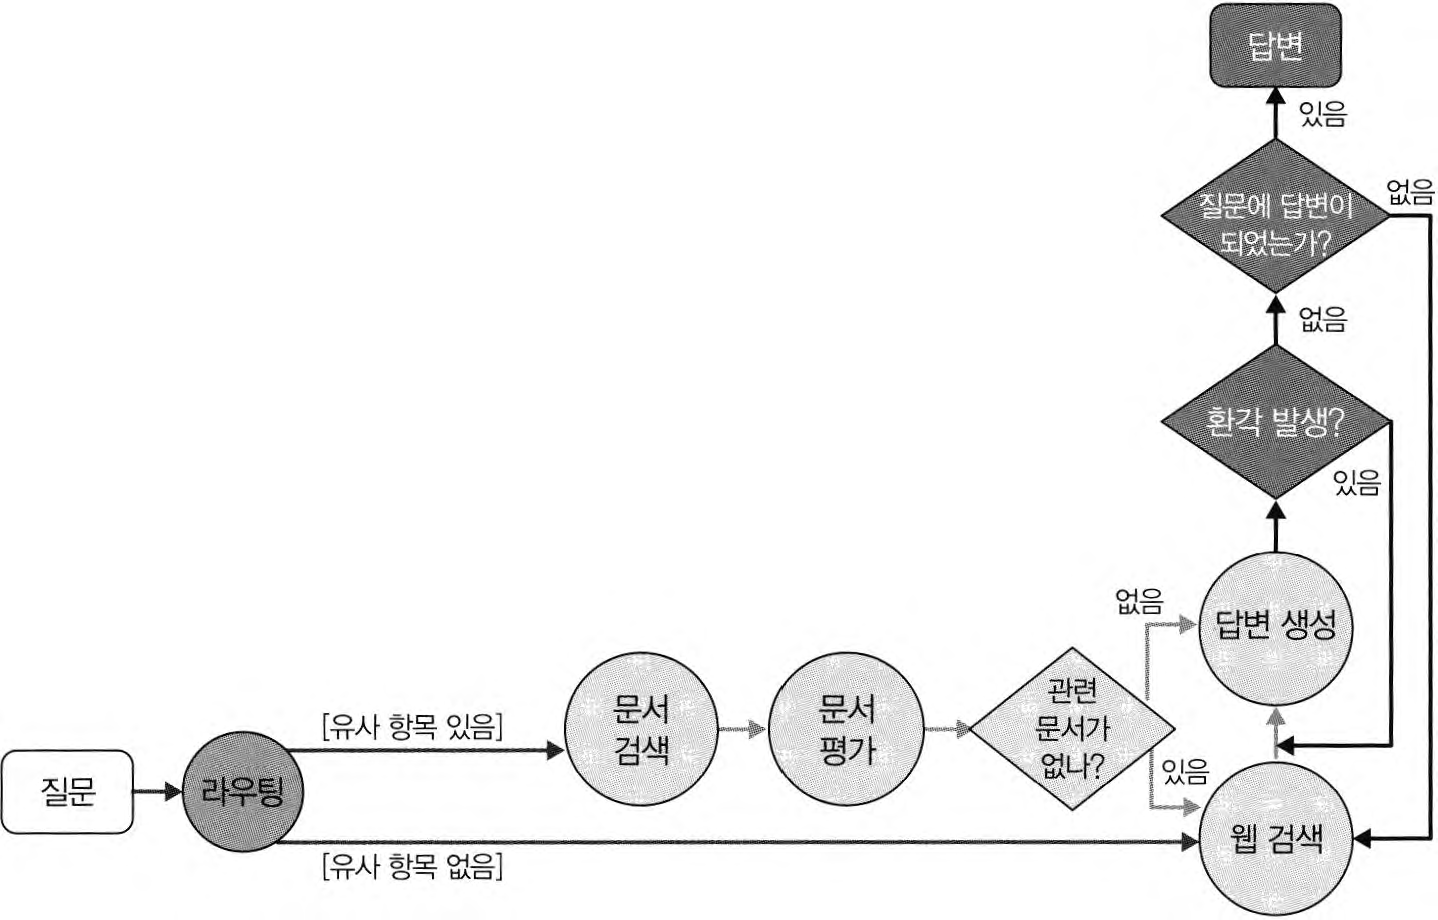 답변
있음
질문에 답변이
되었는가?
없음
없음
환각 발생?
있음
없음
답변 생성
관련
문서가
없나?
있음
문서
검색
문서
평가
[유사 항목 있음]
질문
라우팅
웹 검색
[유사 항목 없음]